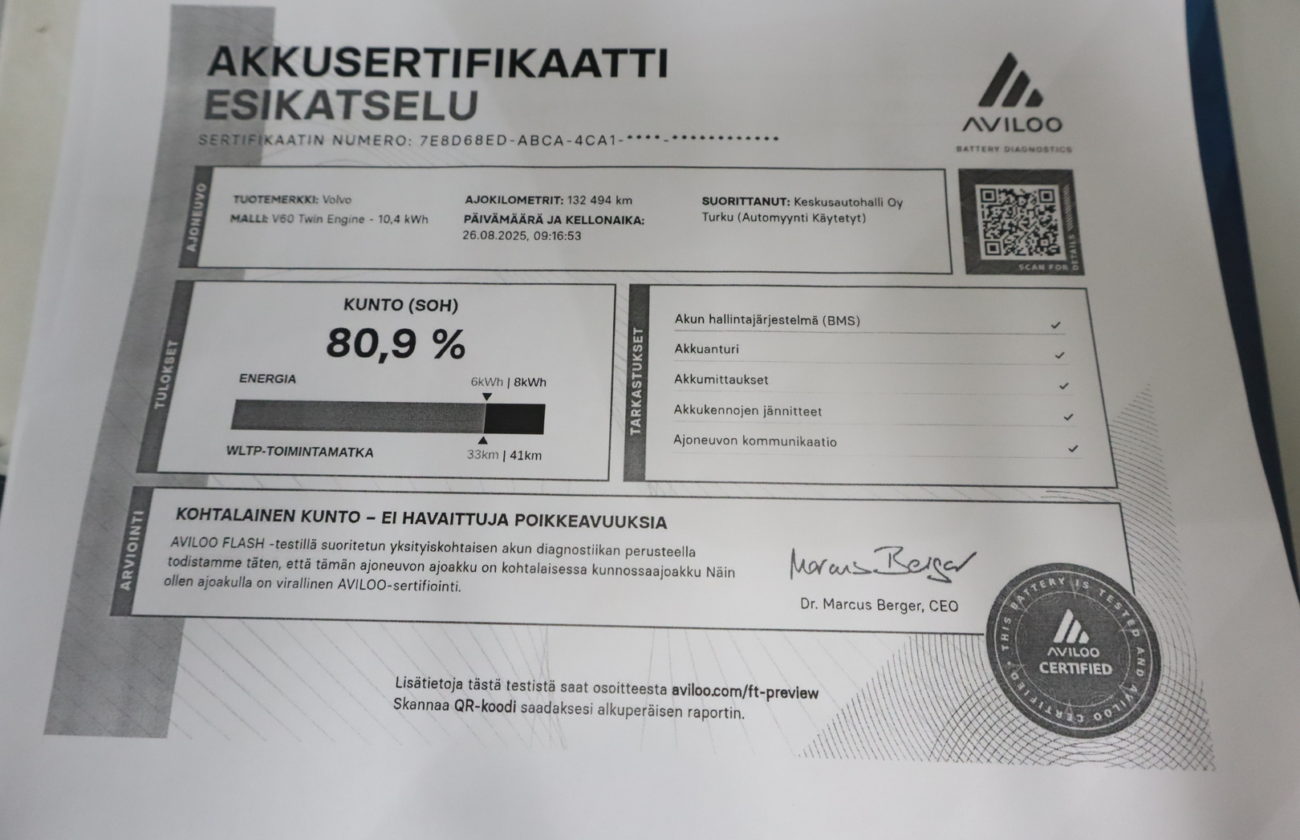 AKKUSERTIFIKAATTI
ESIKATSELU
SERTIFIKAATIN NUMERO: 7E8D68ED-ABCA-4CA1-****-************
AVILOO
BATTERY DIAGNOSTICS
AJONEUVO
TUOTEMERKKI: Volvo
MALLI: V60 Twin Engine - 10,4 kWh
AJOKILOMETRIT: 132 494 km
PÄIVÄMÄÄRÄ JA KELLONAIKA:
26.08.2025, 09:16:53
SUORITTANUT: Keskusautohalli Oy
Turku (Automyynti Käytetyt)
SCAN FOR DETAILS
TULOKSET
KUNTO (SOH)
80,9 %
ENERGIA
6kWh | 8kWh
WLTP-TOIMINTAMATKA
33km | 41km
TARKASTUKSET
Akun hallintajärjestelmä (BMS)
Akkuanturi
Akkumittaukset
Akkukennojen jännitteet
Ajoneuvon kommunikaatio
ARVIOINTI
KOHTALAINEN KUNTO – EI HAVAITTUJA POIKKEAVUUKSIA
AVILOO FLASH -testillä suoritetun yksityiskohtaisen akun diagnostiikan perusteella
todistamme täten, että tämän ajoneuvon ajoakku on kohtalaisessa kunnossaajoakku Näin
ollen ajoakulla on virallinen AVILOO-sertifiointi.
Marcus Berger
Dr. Marcus Berger, CEO
THIS BATTERY IS TESTED AND AVILOO CERTIFIED
AVILOO
CERTIFIED
Lisätietoja tästä testistä saat osoitteesta aviloo.com/ft-preview
Skannaa QR-koodi saadaksesi alkuperäisen raportin.